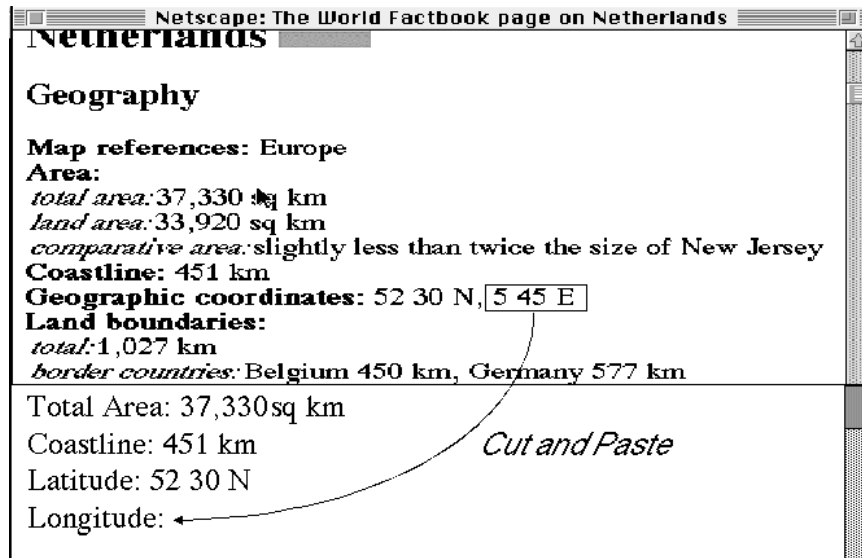 Netscape: The World Factbook page on Netherlands
Netherlands
Geography
Map references: Europe
Area:
total area: 37,330 sq km
land area: 33,920 sq km
comparative area: slightly less than twice the size of New Jersey
Coastline: 451 km
Geographic coordinates: 52 30 N, 5 45 E
Land boundaries:
total: 1,027 km
border countries: Belgium 450 km, Germany 577 km
Total Area: 37,330sq km
Coastline: 451 km
Cut and Paste
Latitude: 52 30 N
Longitude: